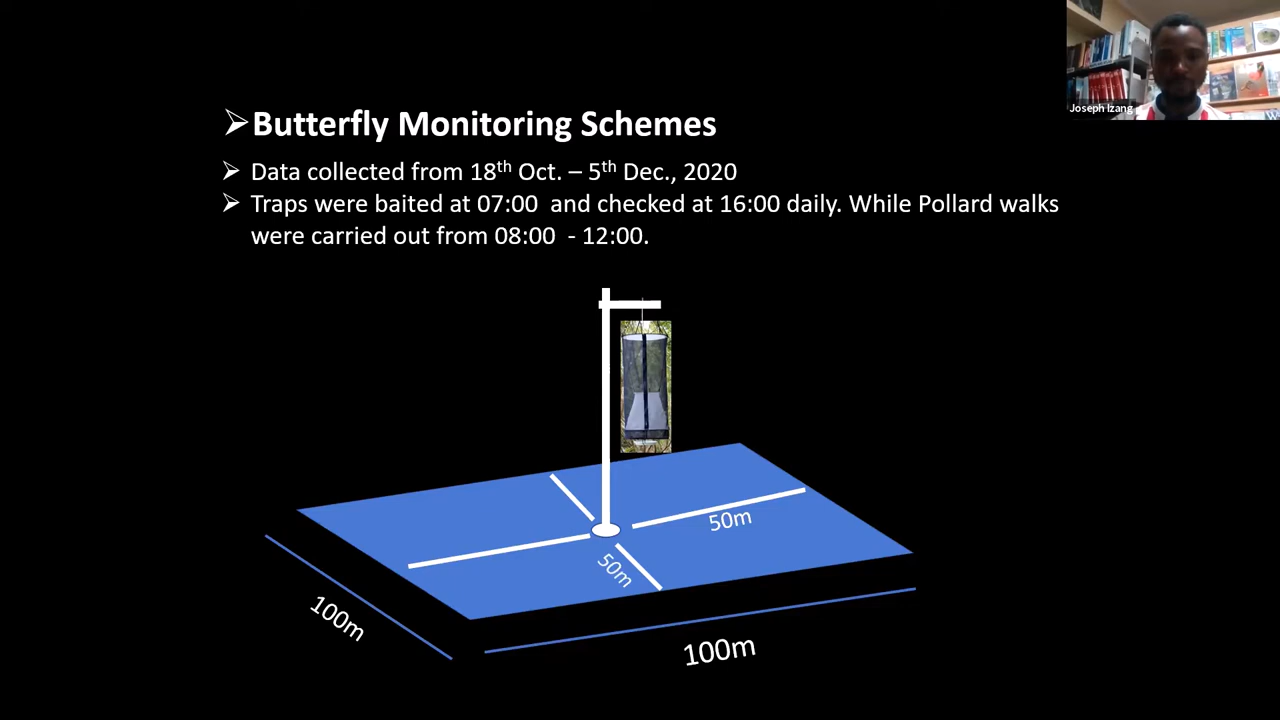 Joseph Izang
➢Butterfly Monitoring Schemes
➢ Data collected from 18th Oct. – 5th Dec., 2020
➢ Traps were baited at 07:00  and checked at 16:00 daily. While Pollard walks
were carried out from 08:00  - 12:00.
50m
50m
100m
100m